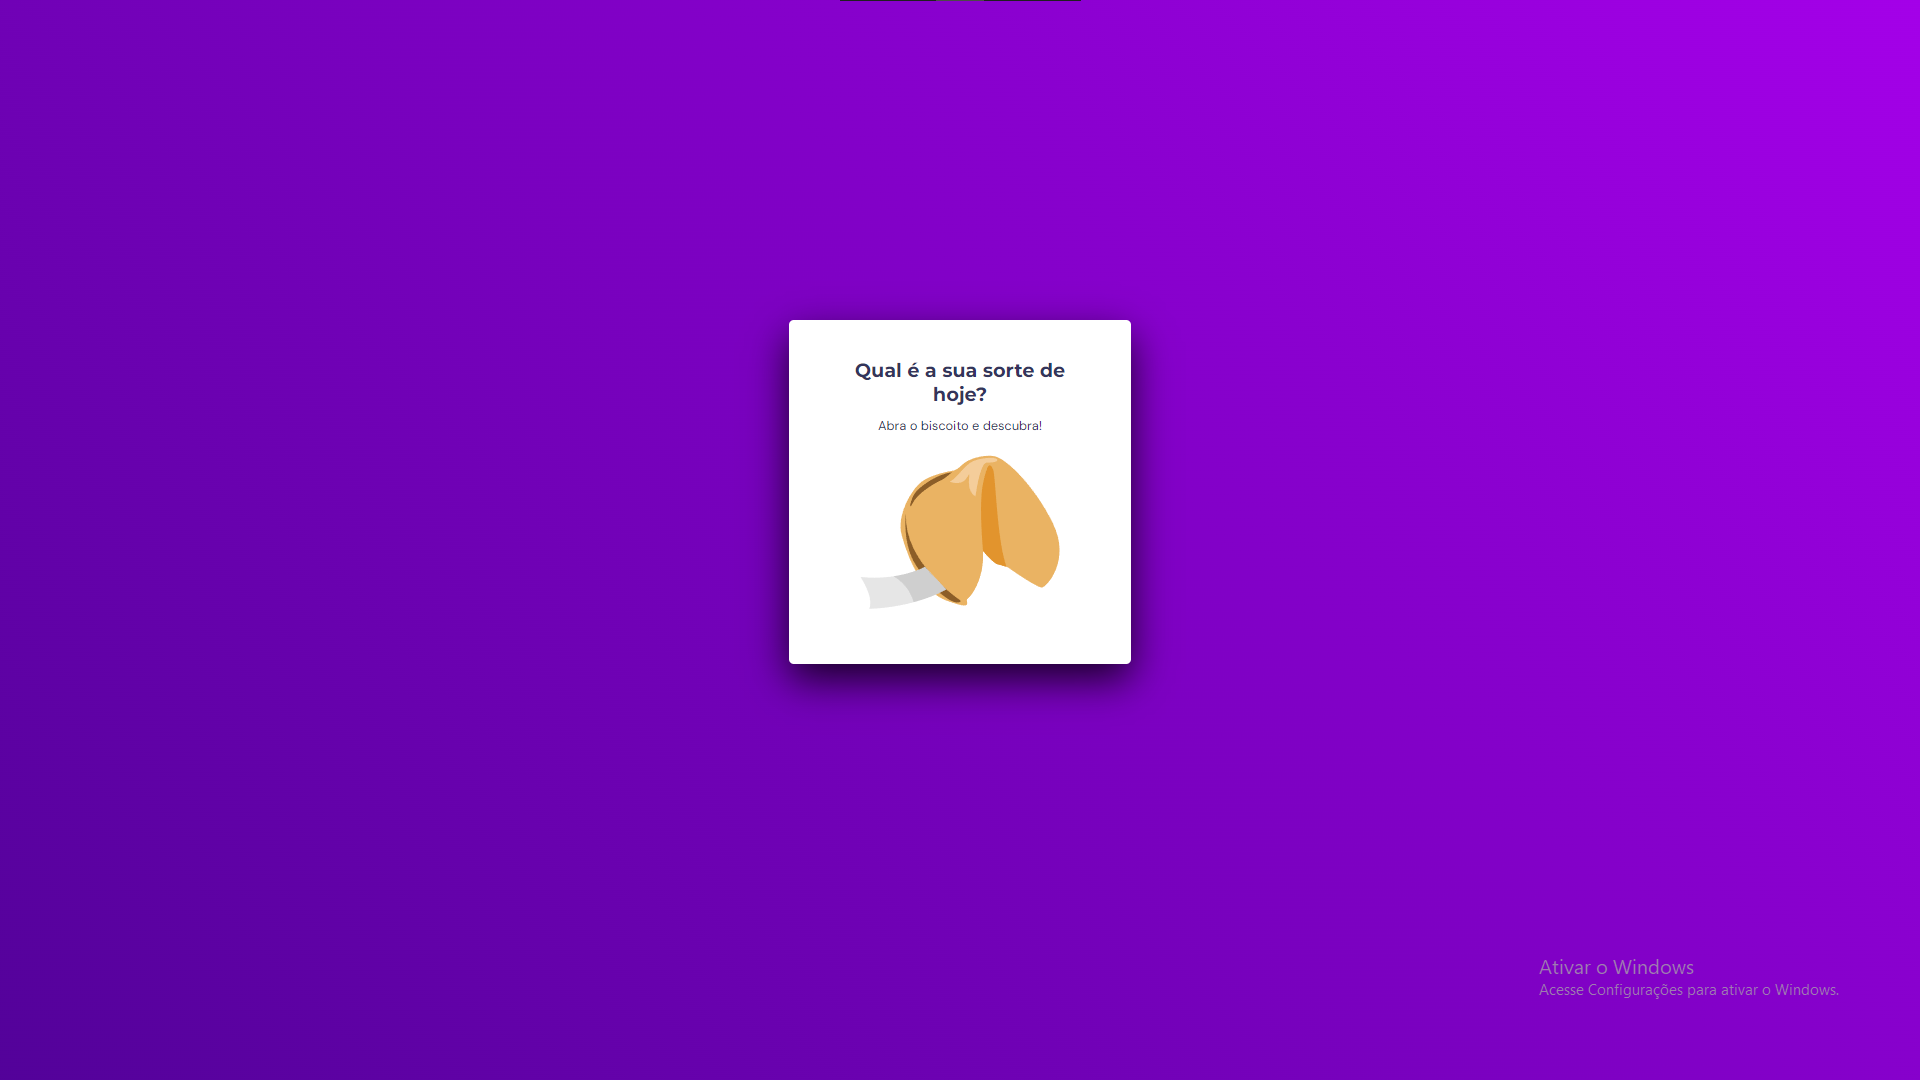 Qual é a sua sorte de
hoje?
Abra o biscoito e descubra!
Ativar o Windows
Acesse Configurações para ativar o Windows.